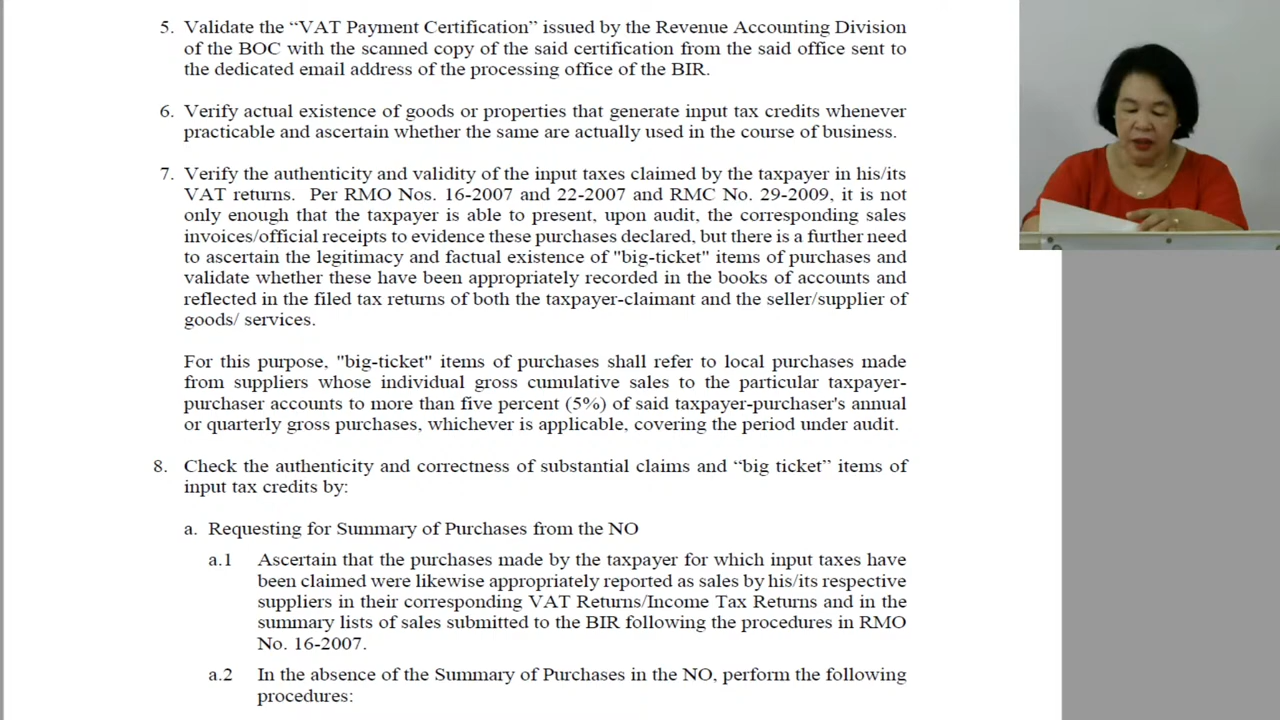 5. Validate the “VAT Payment Certification” issued by the Revenue Accounting Division
of the BOC with the scanned copy of the said certification from the said office sent to
the dedicated email address of the processing office of the BIR.
6. Verify actual existence of goods or properties that generate input tax credits whenever
practicable and ascertain whether the same are actually used in the course of business.
7. Verify the authenticity and validity of the input taxes claimed by the taxpayer in his/its
VAT returns. Per RMO Nos. 16-2007 and 22-2007 and RMC No. 29-2009, it is not
only enough that the taxpayer is able to present, upon audit, the corresponding sales
invoices/official receipts to evidence these purchases declared, but there is a further need
to ascertain the legitimacy and factual existence of "big-ticket" items of purchases and
validate whether these have been appropriately recorded in the books of accounts and
reflected in the filed tax returns of both the taxpayer-claimant and the seller/supplier of
goods/ services.
For this purpose, "big-ticket" items of purchases shall refer to local purchases made
from suppliers whose individual gross cumulative sales to the particular taxpayer-
purchaser accounts to more than five percent (5%) of said taxpayer-purchaser's annual
or quarterly gross purchases, whichever is applicable, covering the period under audit.
8. Check the authenticity and correctness of substantial claims and “big ticket” items of
input tax credits by:
a. Requesting for Summary of Purchases from the NO
a.1 Ascertain that the purchases made by the taxpayer for which input taxes have
been claimed were likewise appropriately reported as sales by his/its respective
suppliers in their corresponding VAT Returns/Income Tax Returns and in the
summary lists of sales submitted to the BIR following the procedures in RMO
No. 16-2007.
a.2 In the absence of the Summary of Purchases in the NO, perform the following
procedures: